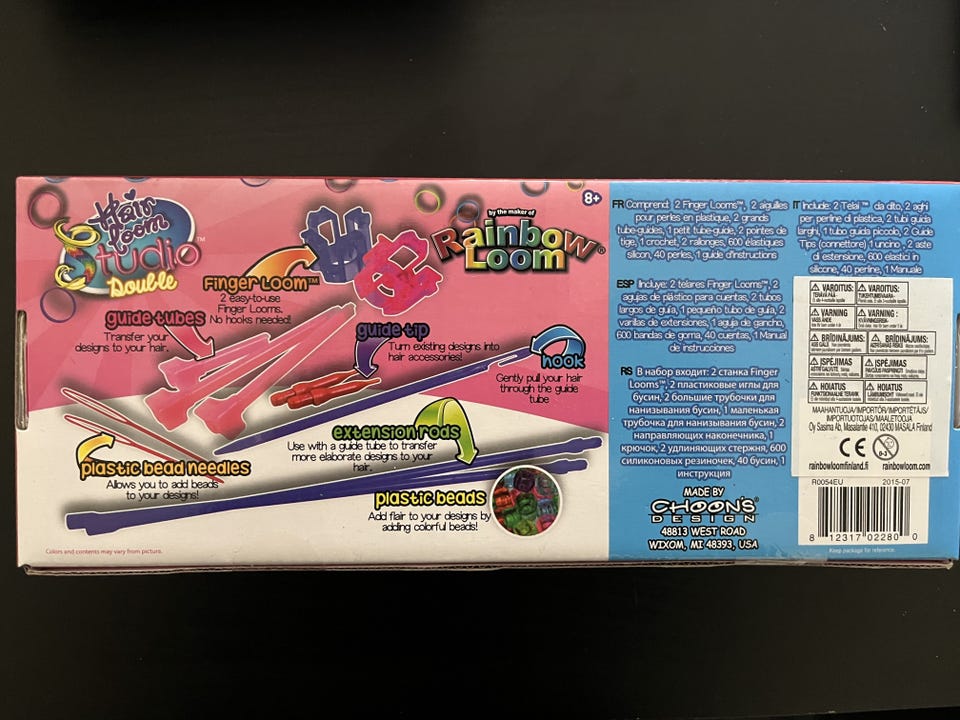 Hair
Loom
Studio™
Double
Finger Loom™
2 easy-to-use
Finger Looms.
No hooks needed!
guide tubes
Transfer your
designs to your hair.
by the maker of
Rainbow®
Loom
8+
guide tip
Turn existing designs into
hair accessories!
hook
Gently pull your hair
through the guide
tube
extension rods
Use with a guide tube to transfer
more elaborate designs to your
hair.
plastic bead needles
Allows you to add beads
to your designs!
plastic beads
Add flair to your designs by
adding colorful beads!
Colors and contents may vary from picture.
FR Comprend: 2 Finger Looms™, 2 aiguilles
pour perles en plastique, 2 grands
tube-guides, 1 petit tube-guide, 2 pointes de
tige, 1 crochet, 2 ralonges, 600 élastiques
silicon, 40 perles, 1 guide d'instructions
ESP Incluye: 2 telares Finger Looms™, 2
agujas de plástico para cuentas, 2 tubos
largos de guía, 1 pequeño tubo de guía, 2
varillas de extensiones, 1 aguja de gancho,
600 bandas de goma, 40 cuentas, 1 Manual
de instrucciones
RS В набор входит: 2 станка Finger
Looms™, 2 пластиковые иглы для
бусин, 2 большие трубочки для
нанизывания бусин, 1 маленькая
трубочка для нанизывания бусин, 2
направляющих наконечника, 1
крючок, 2 удлиняющих стержня, 600
силиконовых резиночек, 40 бусин, 1
инструкция
MADE BY
CHOON'S®
DESIGN
48813 WEST ROAD
WIXOM, MI 48393, USA
IT Include: 2 Telai ™ da dito, 2 aghi
per perline di plastica, 2 tubi guida
larghi, 1 tubo guida piccolo, 2 Guide
Tips (connettore) 1 uncino, 2 aste
di estensione, 600 elastici in
silicone, 40 perline, 1 Manuale
VAROITUS:
VAROITUS:
VARNING:
VARNING:
BRĪDINĀJUMS:
BRĪDINĀJUMS:
ĮSPĖJIMAS
ĮSPĖJIMAS
HOIATUS
HOIATUS
MAAHANTUOJA/IMPORTÖR/IMPORTETĀJS/
IMPORTUOTOJAS/MAALETOOJA
Oy Sasima Ab, Masalantie 410, 02430 MASALA Finland
CE
0-3
rainbowloomfinland.fi rainbowloom.com
R0054EU 2015-07
8 12317 02280 0
Keep package for reference.